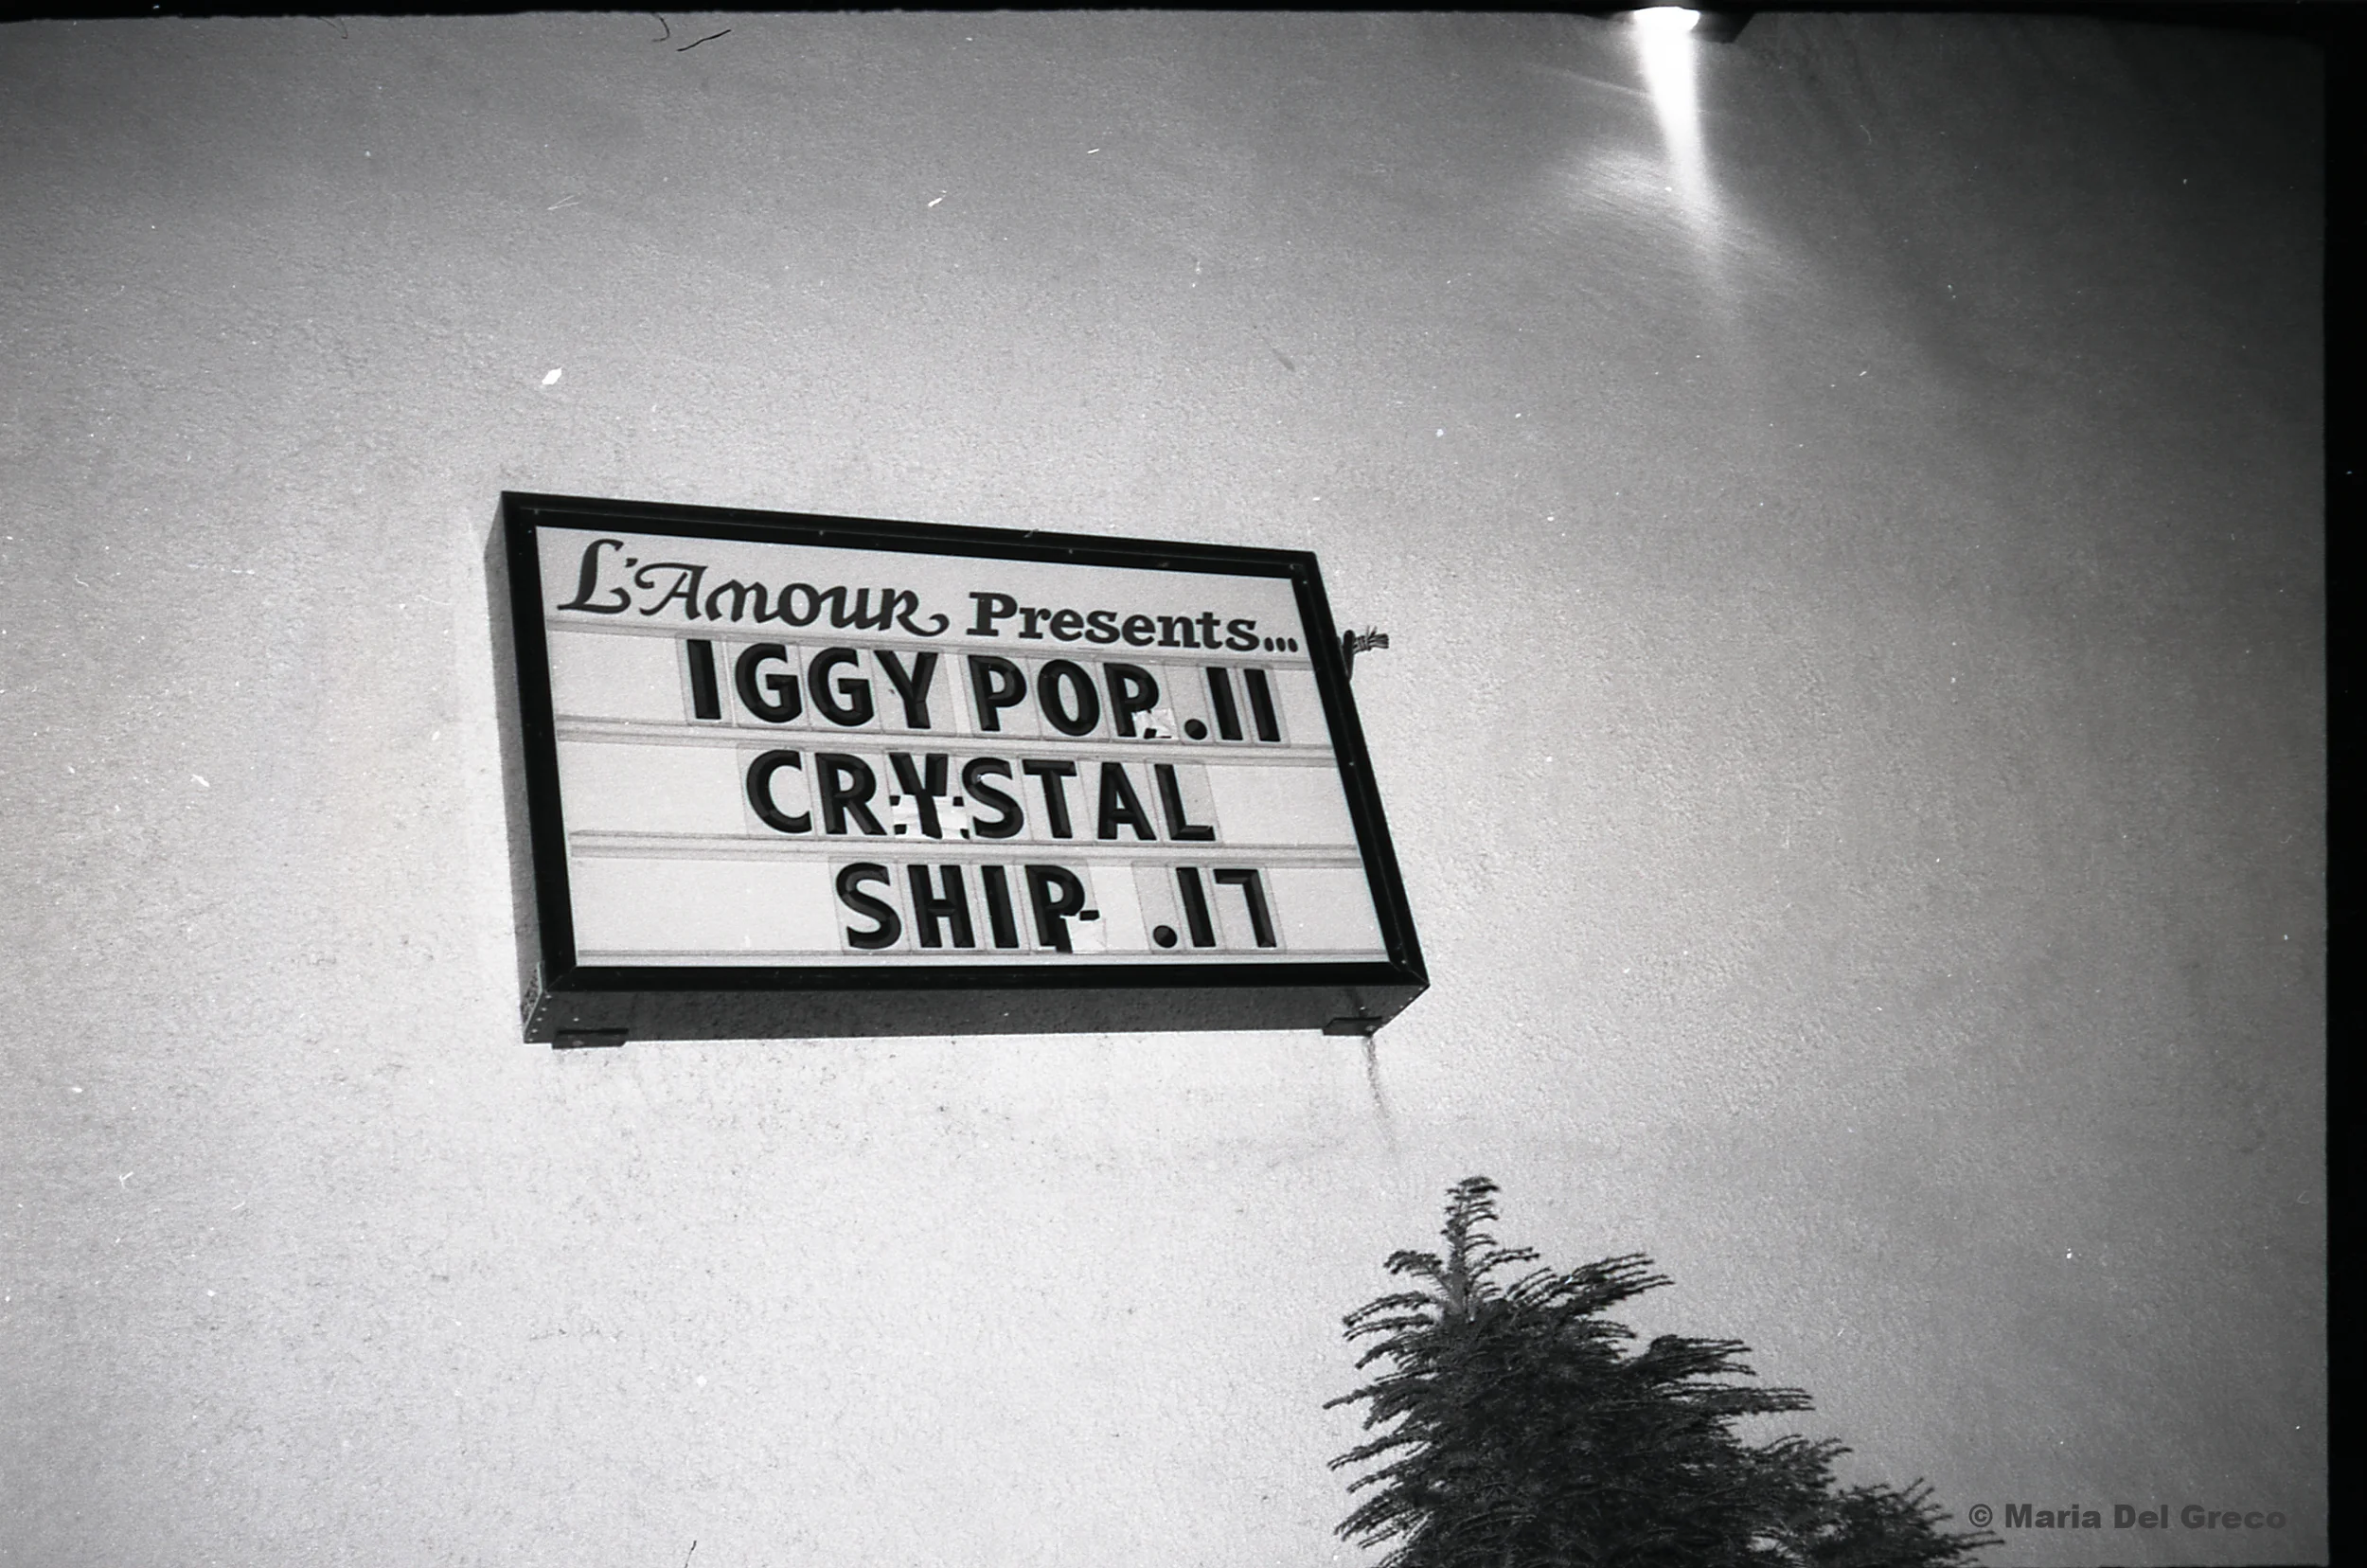 L'Amour Presents...
IGGY POP .11
CRYSTAL
SHIP .17
© Maria Del Greco